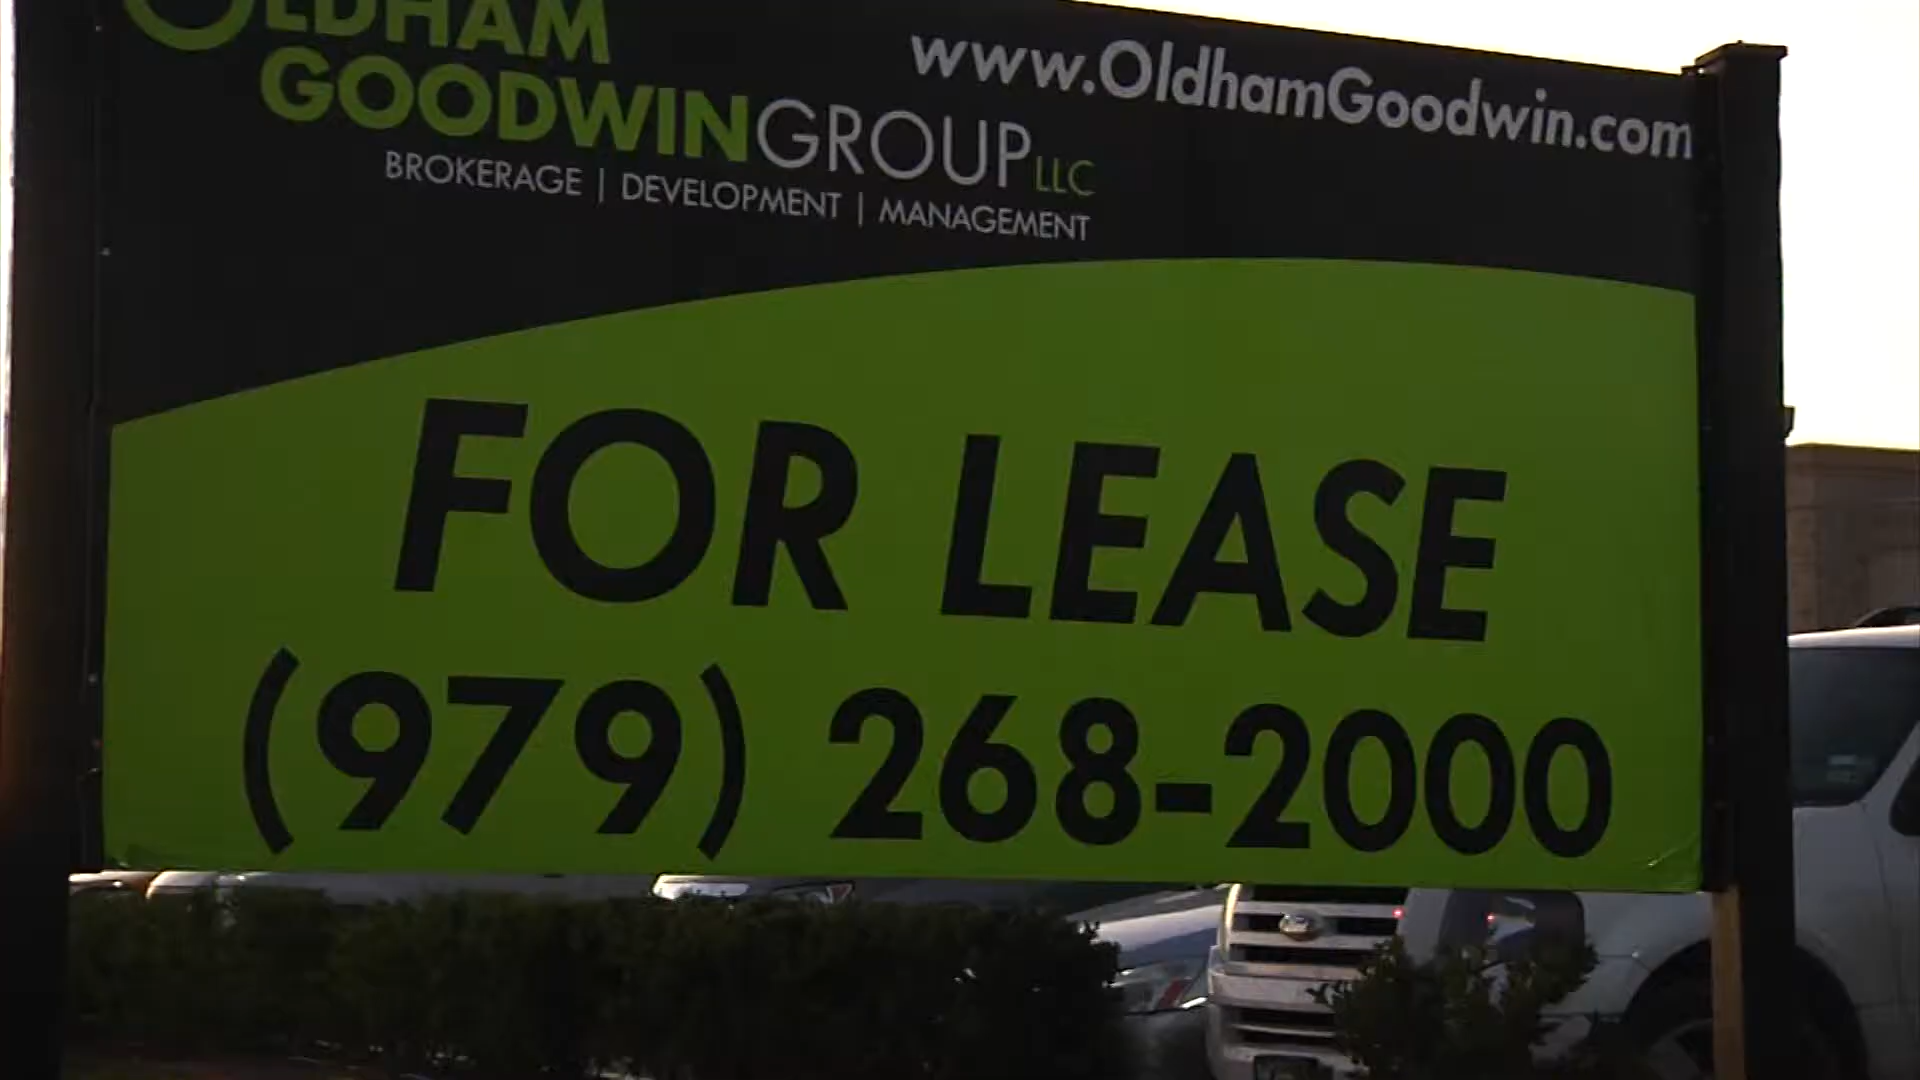 OLDHAM
www.OldhamGoodwin.com
GOODWINGROUP LLC
BROKERAGE | DEVELOPMENT | MANAGEMENT
FOR LEASE
(979) 268-2000